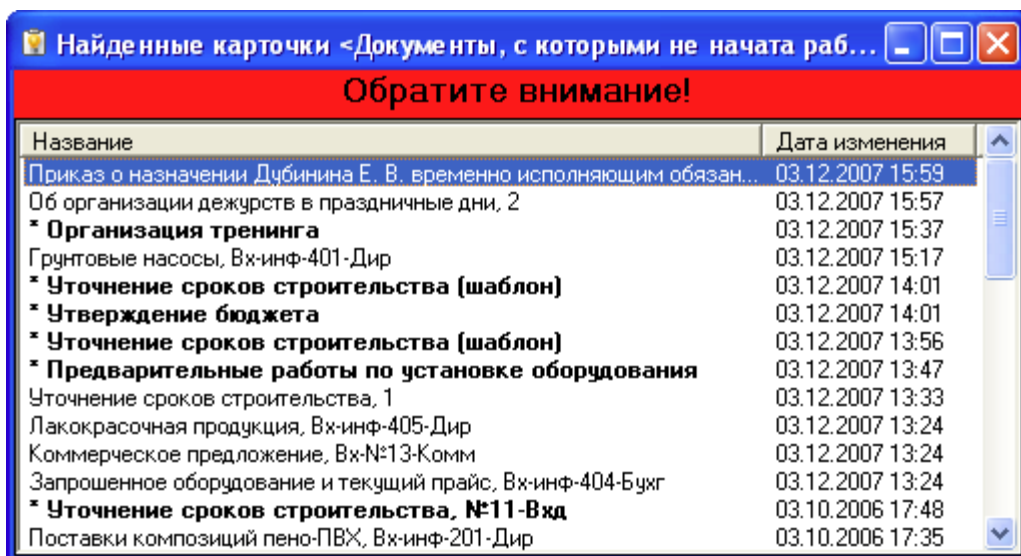 Найденные карточки <Документы, с которыми не начата раб...
Обратите внимание!
Название Дата изменения
Приказ о назначении Дубинина Е. В. временно исполняющим обязан... 03.12.2007 15:59
Об организации дежурств в праздничные дни, 2 03.12.2007 15:57
* Организация тренинга 03.12.2007 15:37
Грунтовые насосы, Вх-инф-401-Дир 03.12.2007 15:17
* Уточнение сроков строительства (шаблон) 03.12.2007 14:01
* Утверждение бюджета 03.12.2007 14:01
* Уточнение сроков строительства (шаблон) 03.12.2007 13:56
* Предварительные работы по установке оборудования 03.12.2007 13:47
Уточнение сроков строительства, 1 03.12.2007 13:33
Лакокрасочная продукция, Вх-инф-405-Дир 03.12.2007 13:24
Коммерческое предложение, Вх-№13-Комм 03.12.2007 13:24
Запрошенное оборудование и текущий прайс, Вх-инф-404-Бухг 03.12.2007 13:24
* Уточнение сроков строительства, №11-Вхд 03.10.2006 17:48
Поставки композиций пено-ПВХ, Вх-инф-201-Дир 03.10.2006 17:35